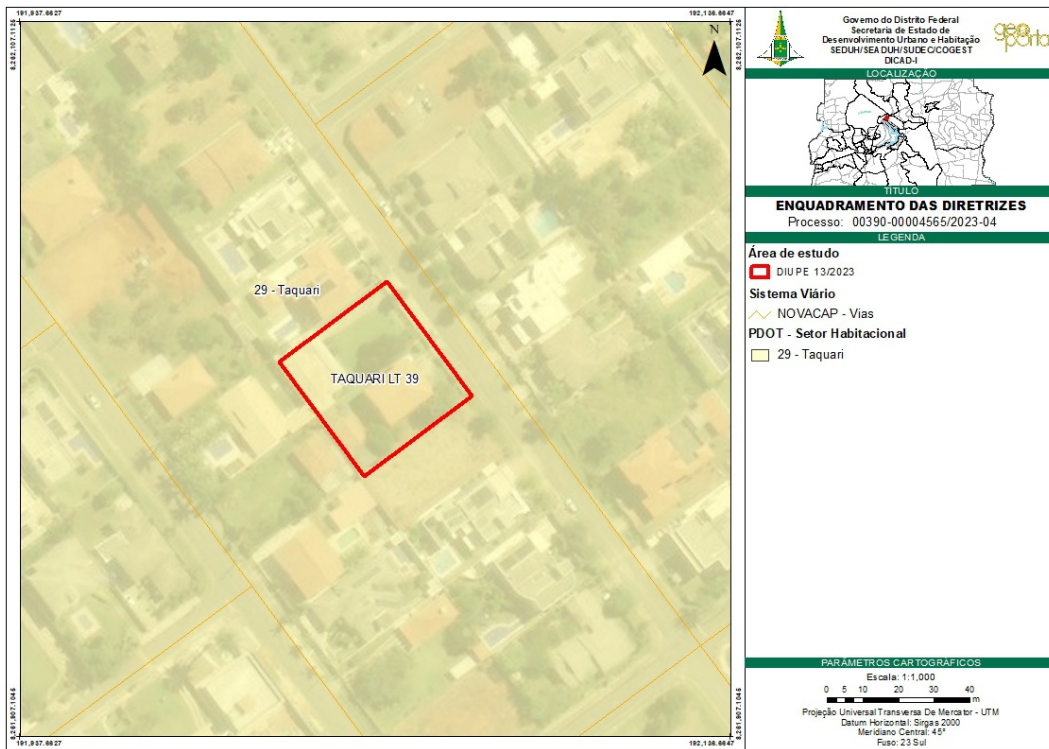 191,937.6627
192,136.6647
8,262,107.1125
8,262,107.1125
N
29 - Taquari
TAQUARI LT 39
8,261,907.1045
8,261,907.1045
191,937.6627
192,136.6647
Governo do Distrito Federal
Secretaria de Estado de
Desenvolvimento Urbano e Habitação
SEDUH/SEADUH/SUDEC/COGEST
DICAD-I
geo
portal
LOCALIZAÇÃO
TÍTULO
ENQUADRAMENTO DAS DIRETRIZES
Processo: 00390-00004565/2023-04
LEGENDA
Área de estudo
DIUPE 13/2023
Sistema Viário
NOVACAP - Vias
PDOT - Setor Habitacional
29 - Taquari
PARÂMETROS CARTOGRÁFICOS
Escala: 1:1,000
0 5 10 20 30 40
m
Projeção Universal Transversa De Mercator - UTM
Datum Horizontal: Sirgas 2000
Meridiano Central: 45°
Fuso: 23 Sul